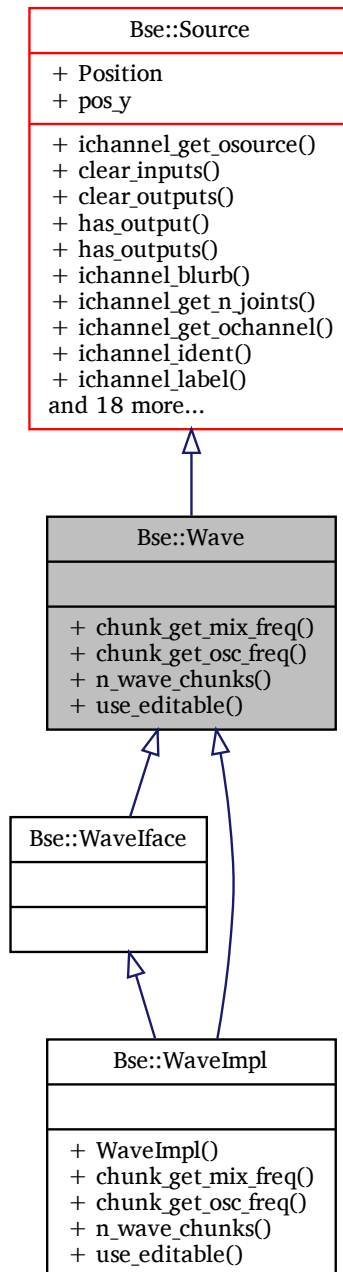 Bse::Source
+ Position
+ pos_y
+ ichannel_get_osource()
+ clear_inputs()
+ clear_outputs()
+ has_output()
+ has_outputs()
+ ichannel_blurb()
+ ichannel_get_n_joints()
+ ichannel_get_ochannel()
+ ichannel_ident()
+ ichannel_label()
and 18 more...
Bse::Wave
+ chunk_get_mix_freq()
+ chunk_get_osc_freq()
+ n_wave_chunks()
+ use_editable()
Bse::WaveIface
Bse::WaveImpl
+ WaveImpl()
+ chunk_get_mix_freq()
+ chunk_get_osc_freq()
+ n_wave_chunks()
+ use_editable()